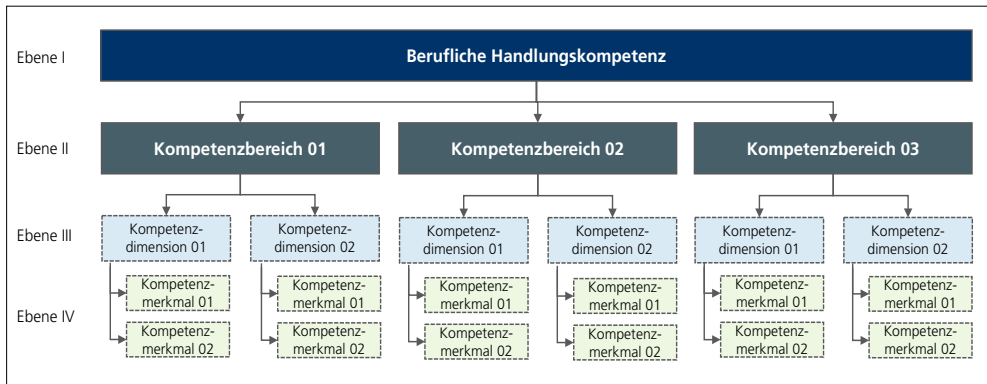 Ebene I
Berufliche Handlungskompetenz
Ebene II
Kompetenzbereich 01
Kompetenzbereich 02
Kompetenzbereich 03
Ebene III
Kompetenz-
dimension 01
Kompetenz-
dimension 02
Kompetenz-
dimension 01
Kompetenz-
dimension 02
Kompetenz-
dimension 01
Kompetenz-
dimension 02
Ebene IV
Kompetenz-
merkmal 01
Kompetenz-
merkmal 01
Kompetenz-
merkmal 01
Kompetenz-
merkmal 01
Kompetenz-
merkmal 01
Kompetenz-
merkmal 01
Kompetenz-
merkmal 02
Kompetenz-
merkmal 02
Kompetenz-
merkmal 02
Kompetenz-
merkmal 02
Kompetenz-
merkmal 02
Kompetenz-
merkmal 02